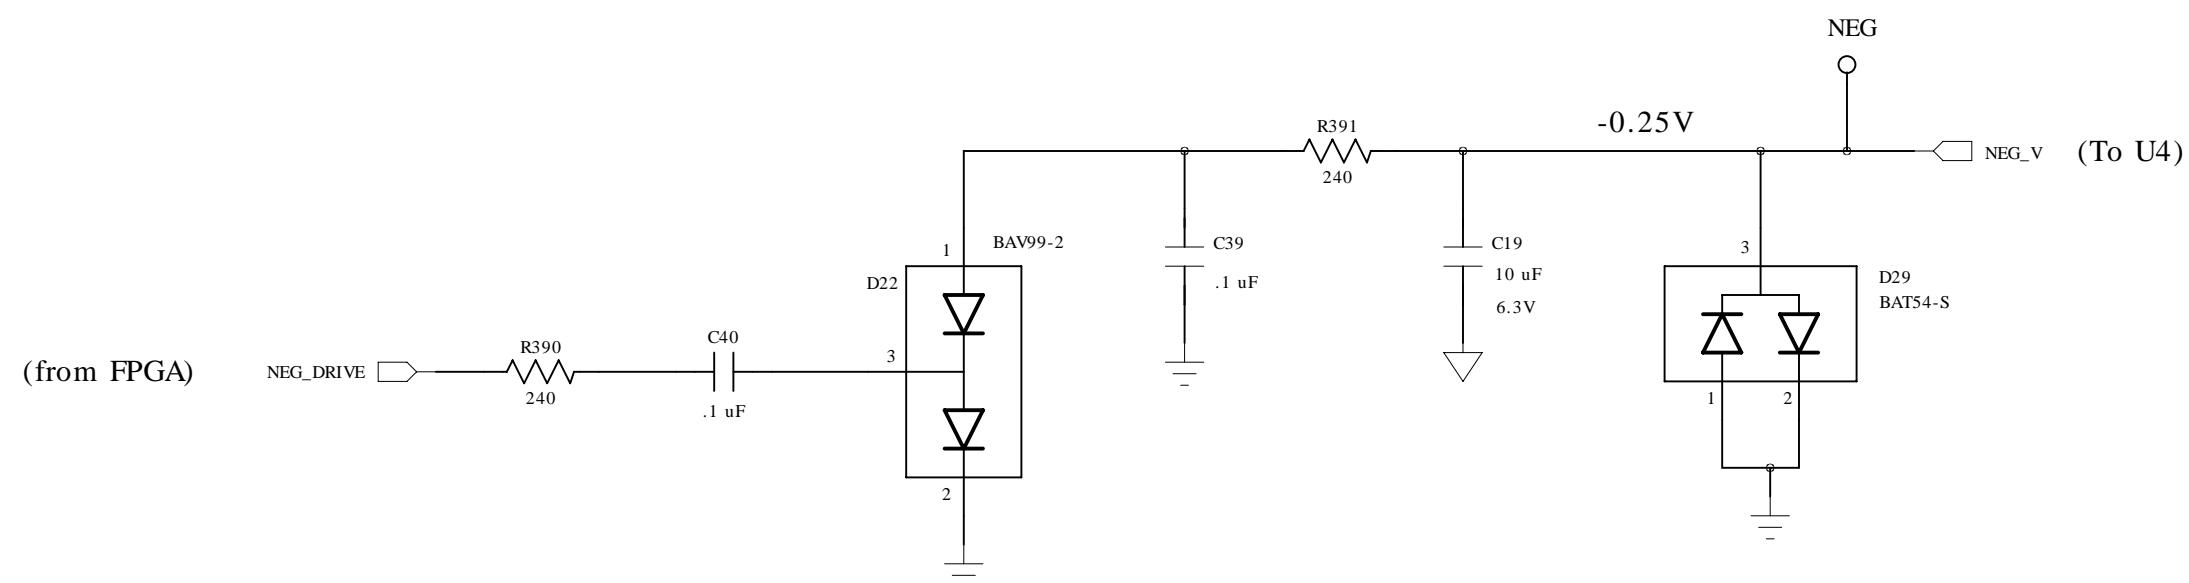 NEG
-0.25V
R391
240
NEG_V (To U4)
1
BAV99-2
D22
C39
.1 uF
C19
10 uF
6.3V
3
D29
BAT54-S
1
2
(from FPGA)
NEG_DRIVE
R390
240
C40
.1 uF
3
2